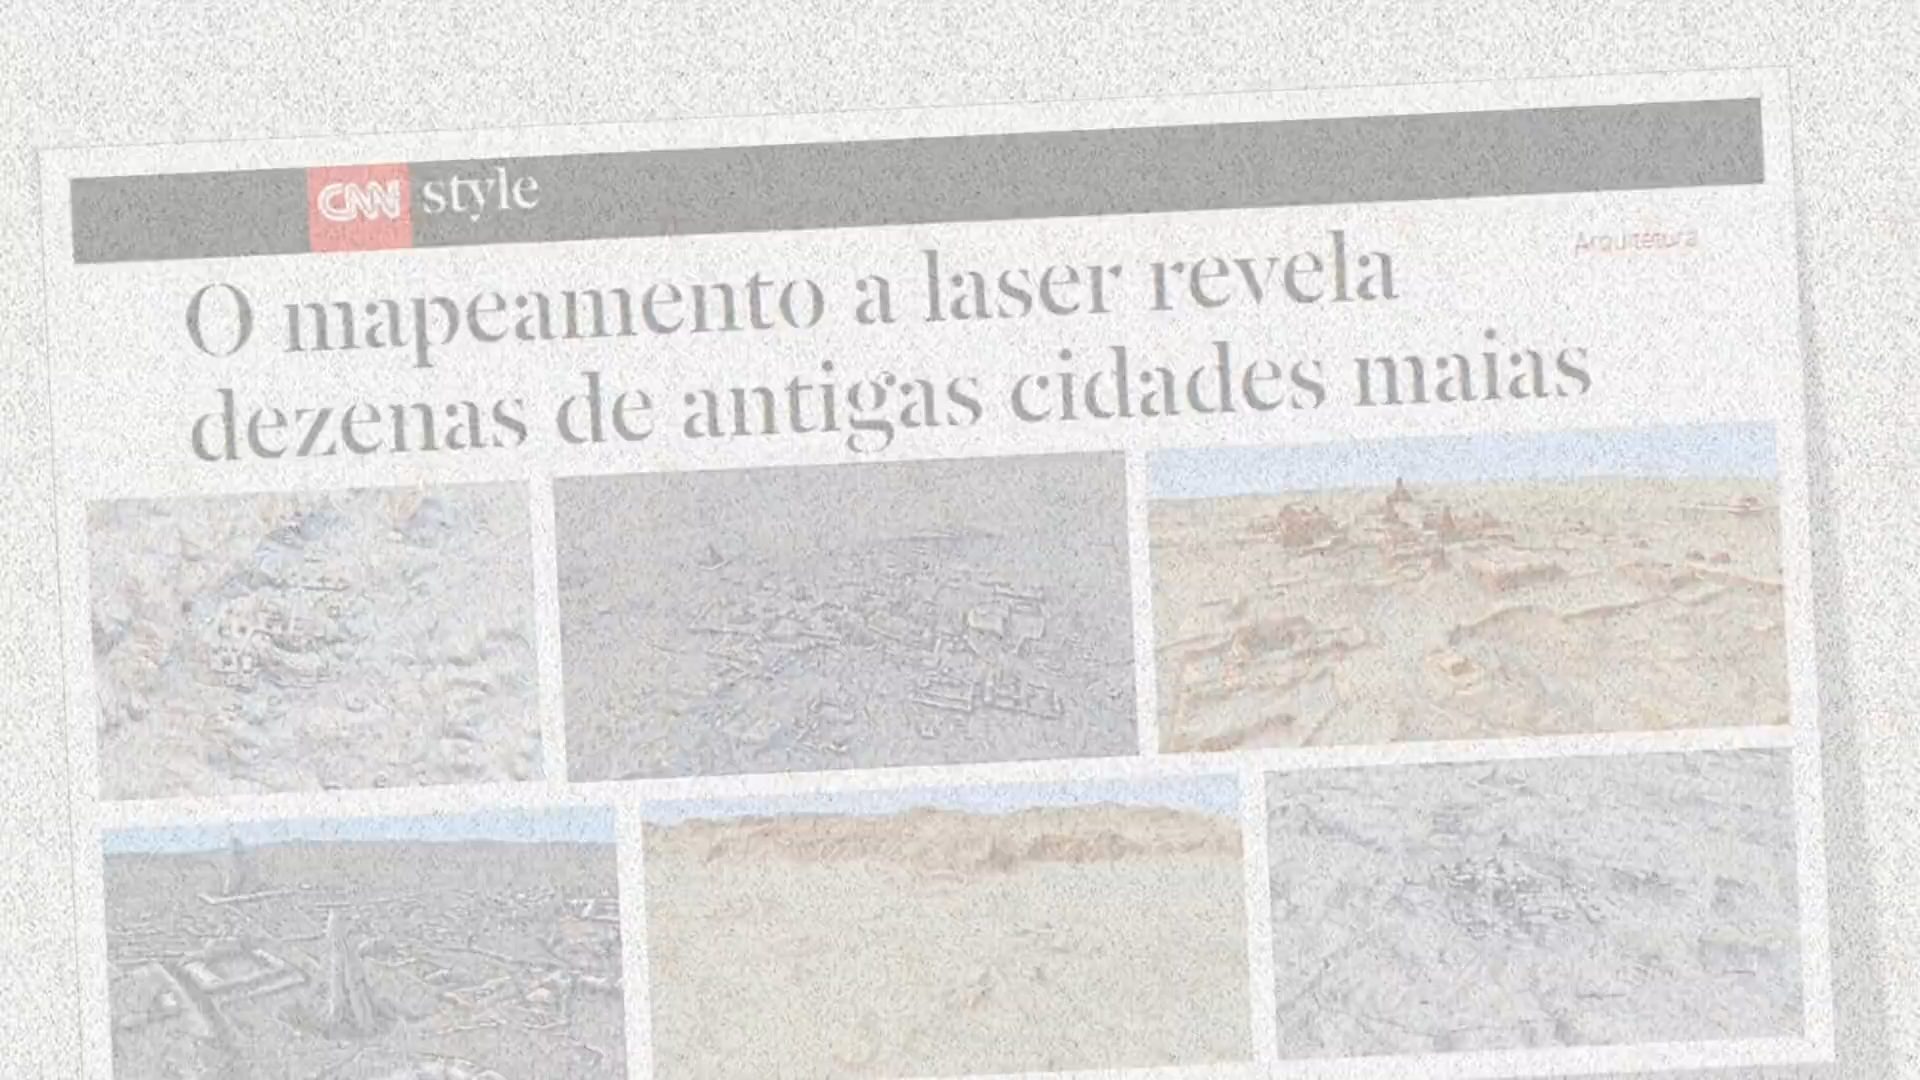 CNN style
Arquitetura
O mapeamento a laser revela
dezenas de antigas cidades maias